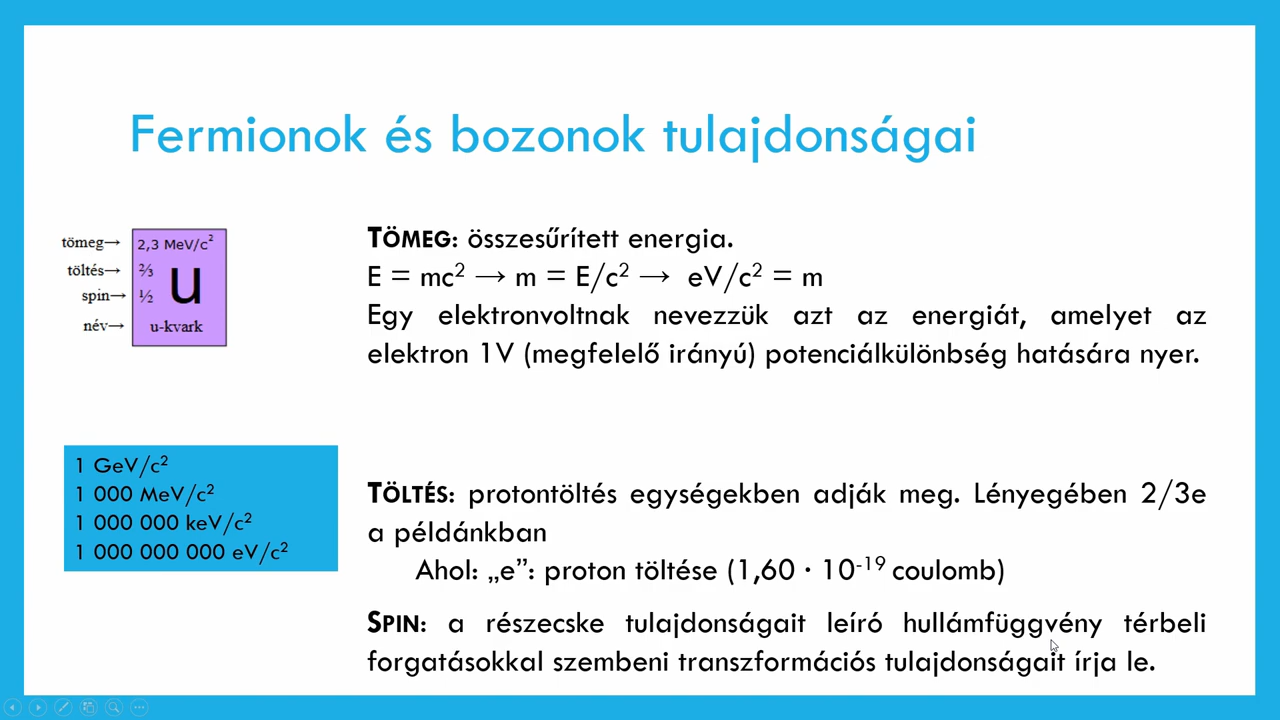 Fermionok és bozonok tulajdonságai
tömeg→ 2,3 MeV/c²
töltés→ ⅔ u
spin→ ½
név→ u-kvark
TÖMEG: összesűrített energia.
E = mc² → m = E/c² → eV/c² = m
Egy elektronvoltnak nevezzük azt az energiát, amelyet az
elektron 1V (megfelelő irányú) potenciálkülönbség hatására nyer.
1 GeV/c²
1 000 MeV/c²
1 000 000 keV/c²
1 000 000 000 eV/c²
TÖLTÉS: protontöltés egységekben adják meg. Lényegében 2/3e
a példánkban
Ahol: „e”: proton töltése (1,60 · 10⁻¹⁹ coulomb)
SPIN: a részecske tulajdonságait leíró hullámfüggvény térbeli
forgatásokkal szembeni transzformációs tulajdonságait írja le.